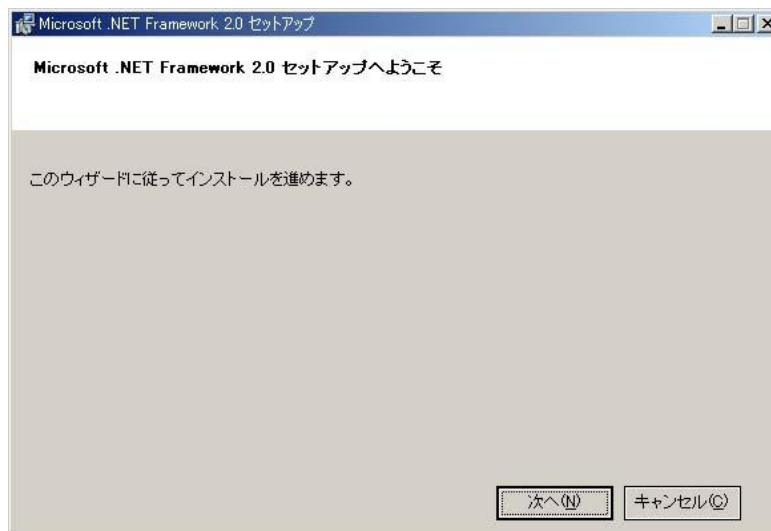 Microsoft .NET Framework 2.0 セットアップ
Microsoft .NET Framework 2.0 セットアップへようこそ
このウィザードに従ってインストールを進めます。
次へ(N)
キャンセル(C)